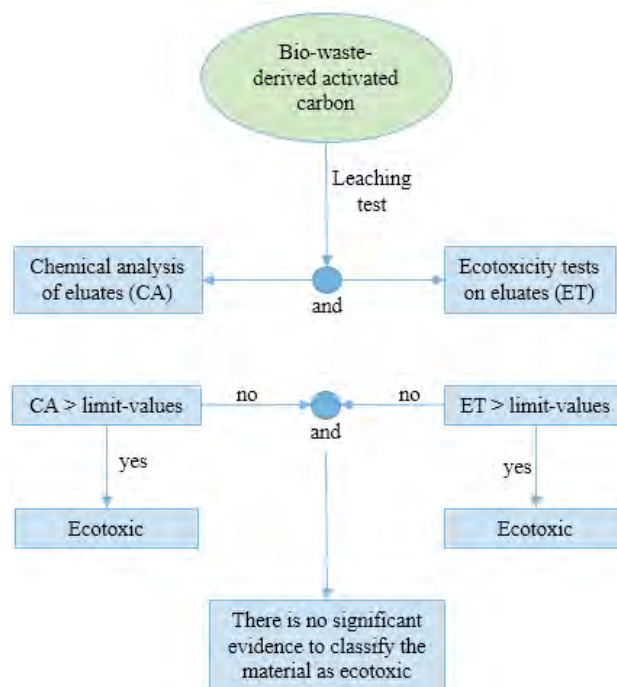 Bio-waste-
derived activated
carbon
Leaching
test
Chemical analysis
of eluates (CA)
and
Ecotoxicity tests
on eluates (ET)
CA > limit-values
no
and
no
ET > limit-values
yes
yes
Ecotoxic
Ecotoxic
There is no significant
evidence to classify the
material as ecotoxic